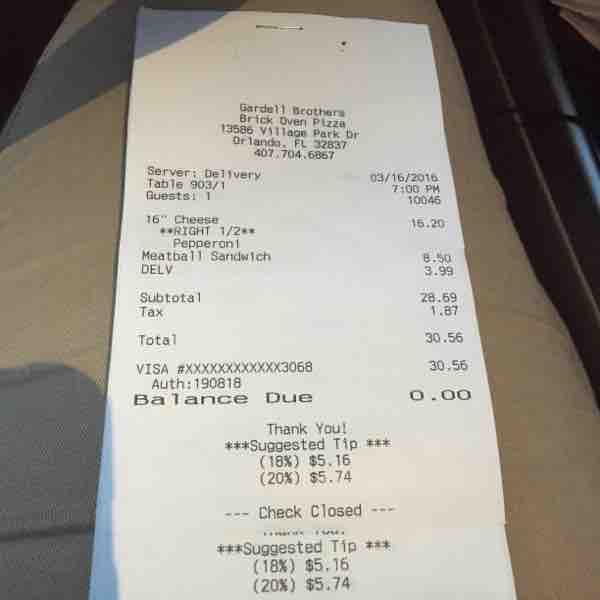 Gardell Brothers
Brick Oven Pizza
13586 Village Park Dr
Orlando, FL 32837
407.704.6867
Server: Delivery 03/16/2016
Table 903/1 7:00 PM
Guests: 1 10046
16" Cheese 16.20
**RIGHT 1/2**
Pepperoni
Meatball Sandwich 8.50
DELV 3.99
Subtotal 28.69
Tax 1.87
Total 30.56
VISA #XXXXXXXXXXXX3068 30.56
Auth:190818
Balance Due 0.00
Thank You!
***Suggested Tip ***
(18%) $5.16
(20%) $5.74
--- Check Closed ---
Thank You!
***Suggested Tip ***
(18%) $5.16
(20%) $5.74